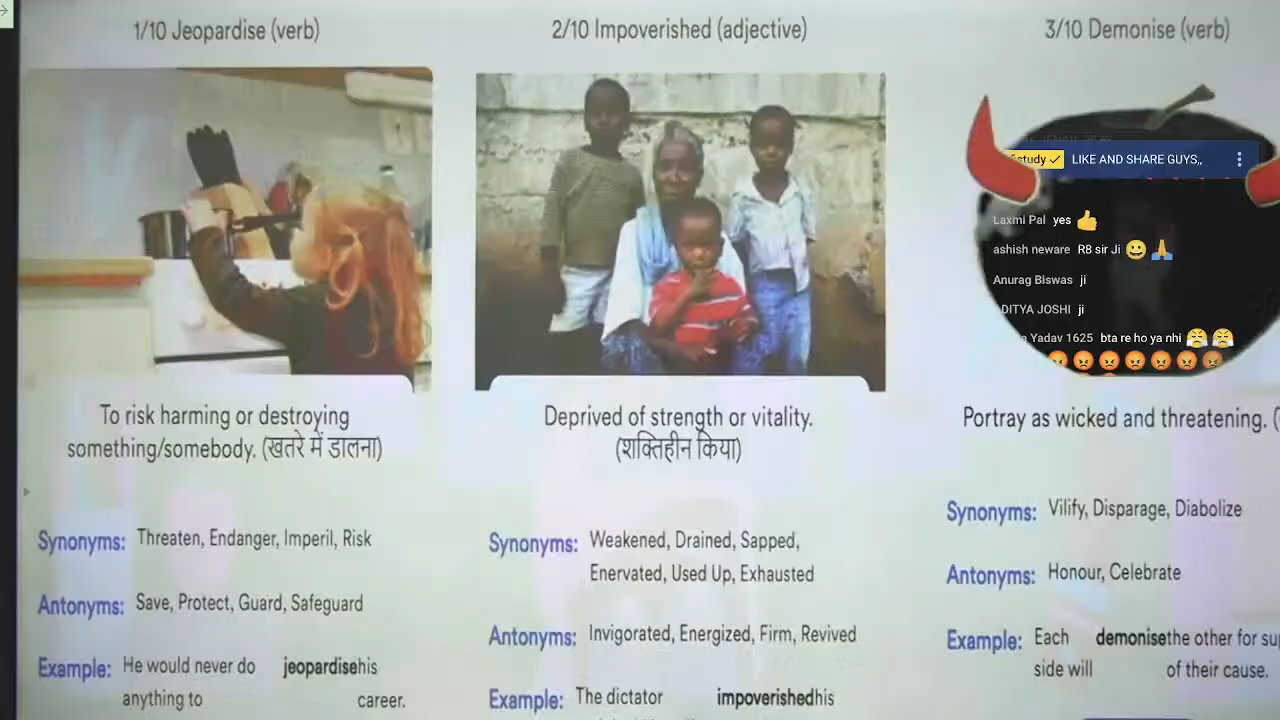 1/10 Jeopardise (verb)
To risk harming or destroying
something/somebody. (खतरे में डालना)
Synonyms: Threaten, Endanger, Imperil, Risk
Antonyms: Save, Protect, Guard, Safeguard
Example: He would never do jeopardise his
anything to career.
2/10 Impoverished (adjective)
Deprived of strength or vitality.
(शक्तिहीन किया)
Synonyms: Weakened, Drained, Sapped,
Enervated, Used Up, Exhausted
Antonyms: Invigorated, Energized, Firm, Revived
Example: The dictator impoverished his
3/10 Demonise (verb)
study ✓ LIKE AND SHARE GUYS,,
Laxmi Pal yes 👍
ashish neware R8 sir Ji 😀 🙏
Anurag Biswas ji
DITYA JOSHI ji
Yadav 1625 bta re ho ya nhi 😤 😤
😡 😡 😡 😡 😡 😡 😡
Portray as wicked and threatening. (
Synonyms: Vilify, Disparage, Diabolize
Antonyms: Honour, Celebrate
Example: Each demonise the other for su
side will of their cause.